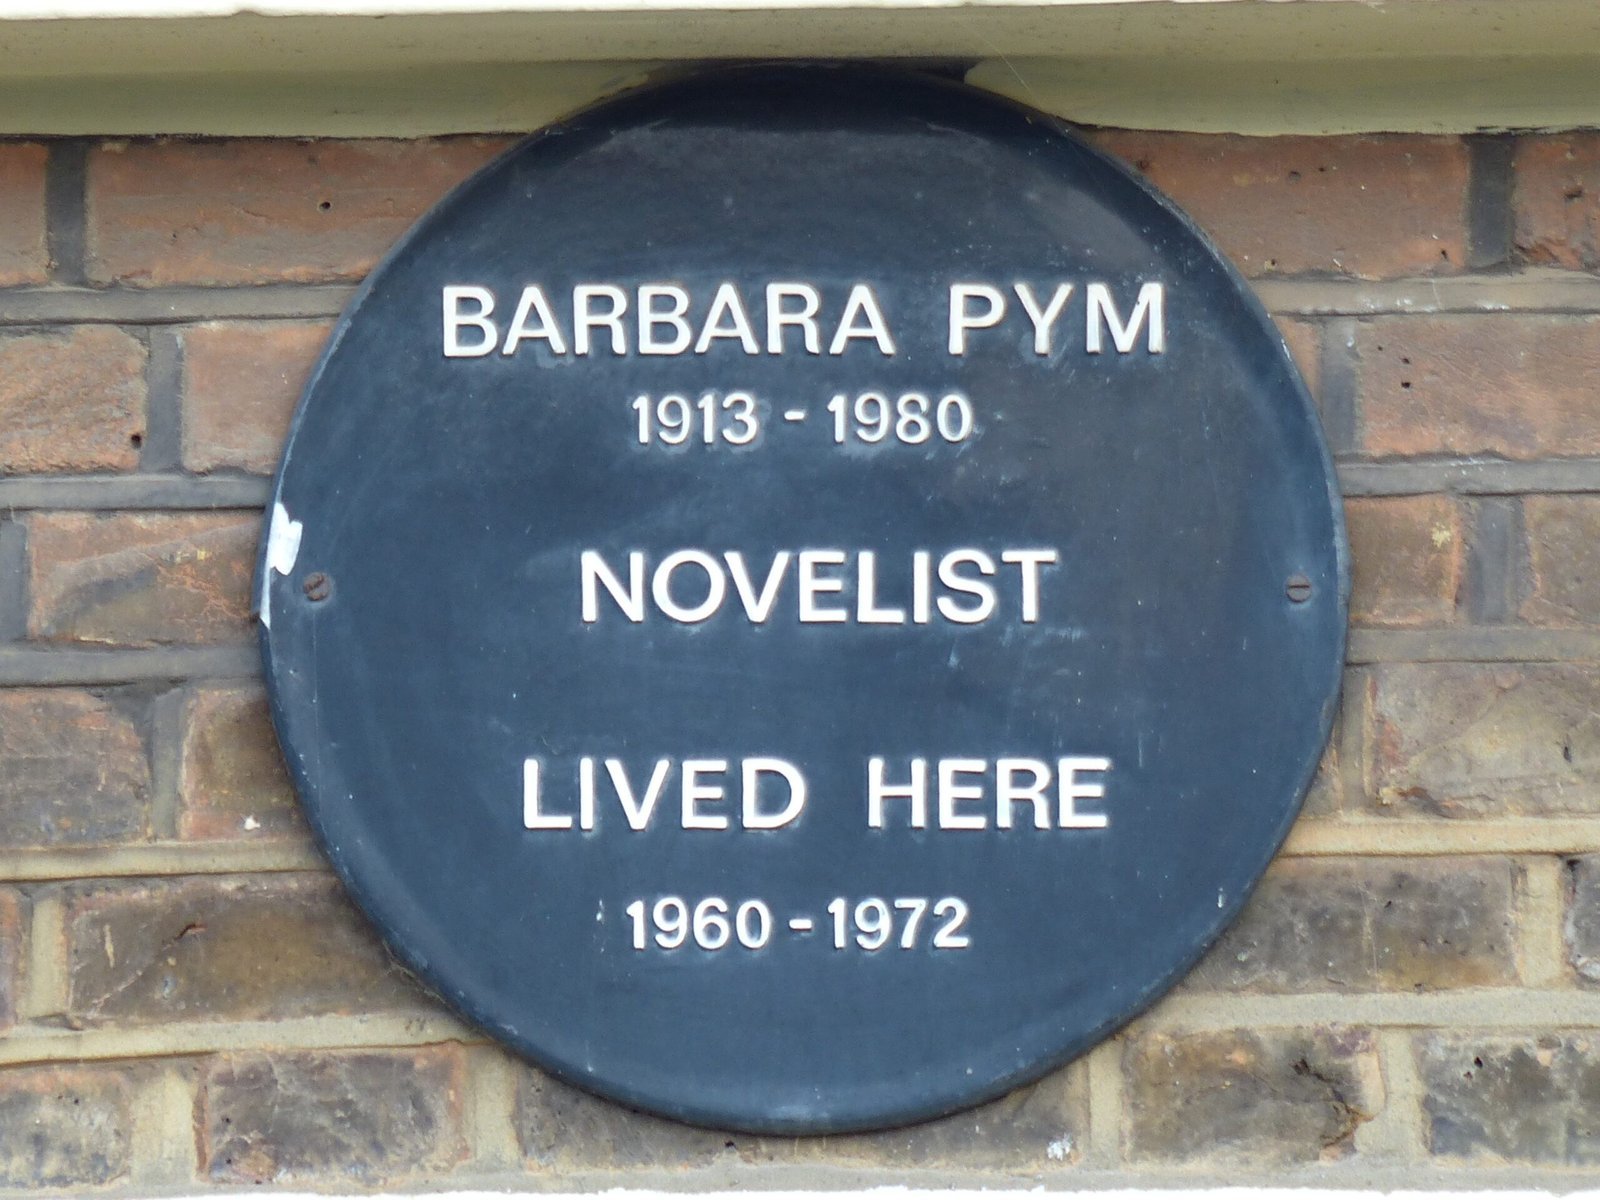 BARBARA PYM
1913 - 1980
NOVELIST
LIVED HERE
1960 - 1972